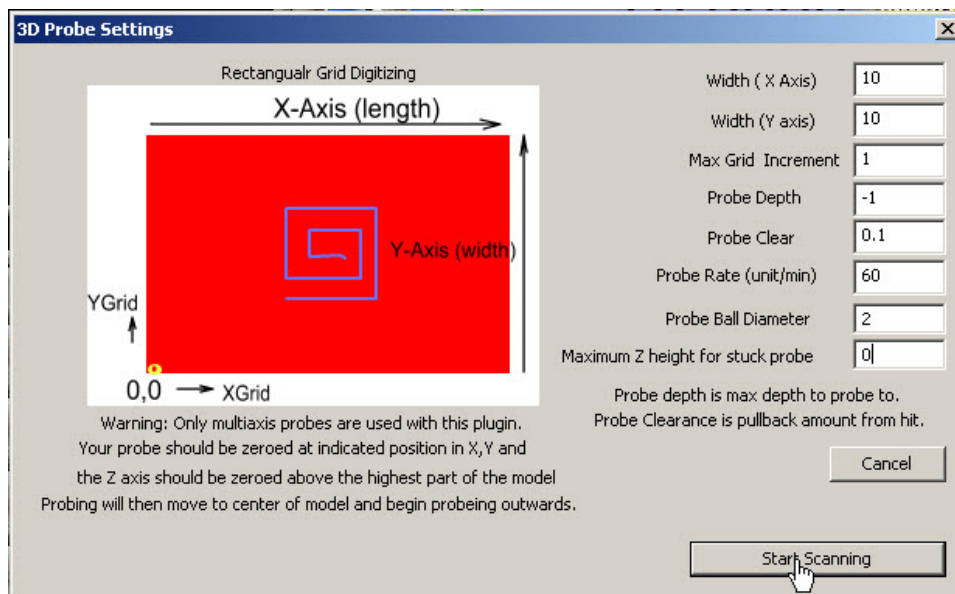 3D Probe Settings
Rectangualr Grid Digitizing
X-Axis (length)
Y-Axis (width)
YGrid
0,0
XGrid
Warning: Only multiaxis probes are used with this plugin.
Your probe should be zeroed at indicated position in X,Y and
the Z axis should be zeroed above the highest part of the model
Probing will then move to center of model and begin probeing outwards.
Width ( X Axis) 10
Width (Y axis) 10
Max Grid Increment 1
Probe Depth -1
Probe Clear 0.1
Probe Rate (unit/min) 60
Probe Ball Diameter 2
Maximum Z height for stuck probe 0
Probe depth is max depth to probe to.
Probe Clearance is pullback amount from hit.
Cancel
Start Scanning